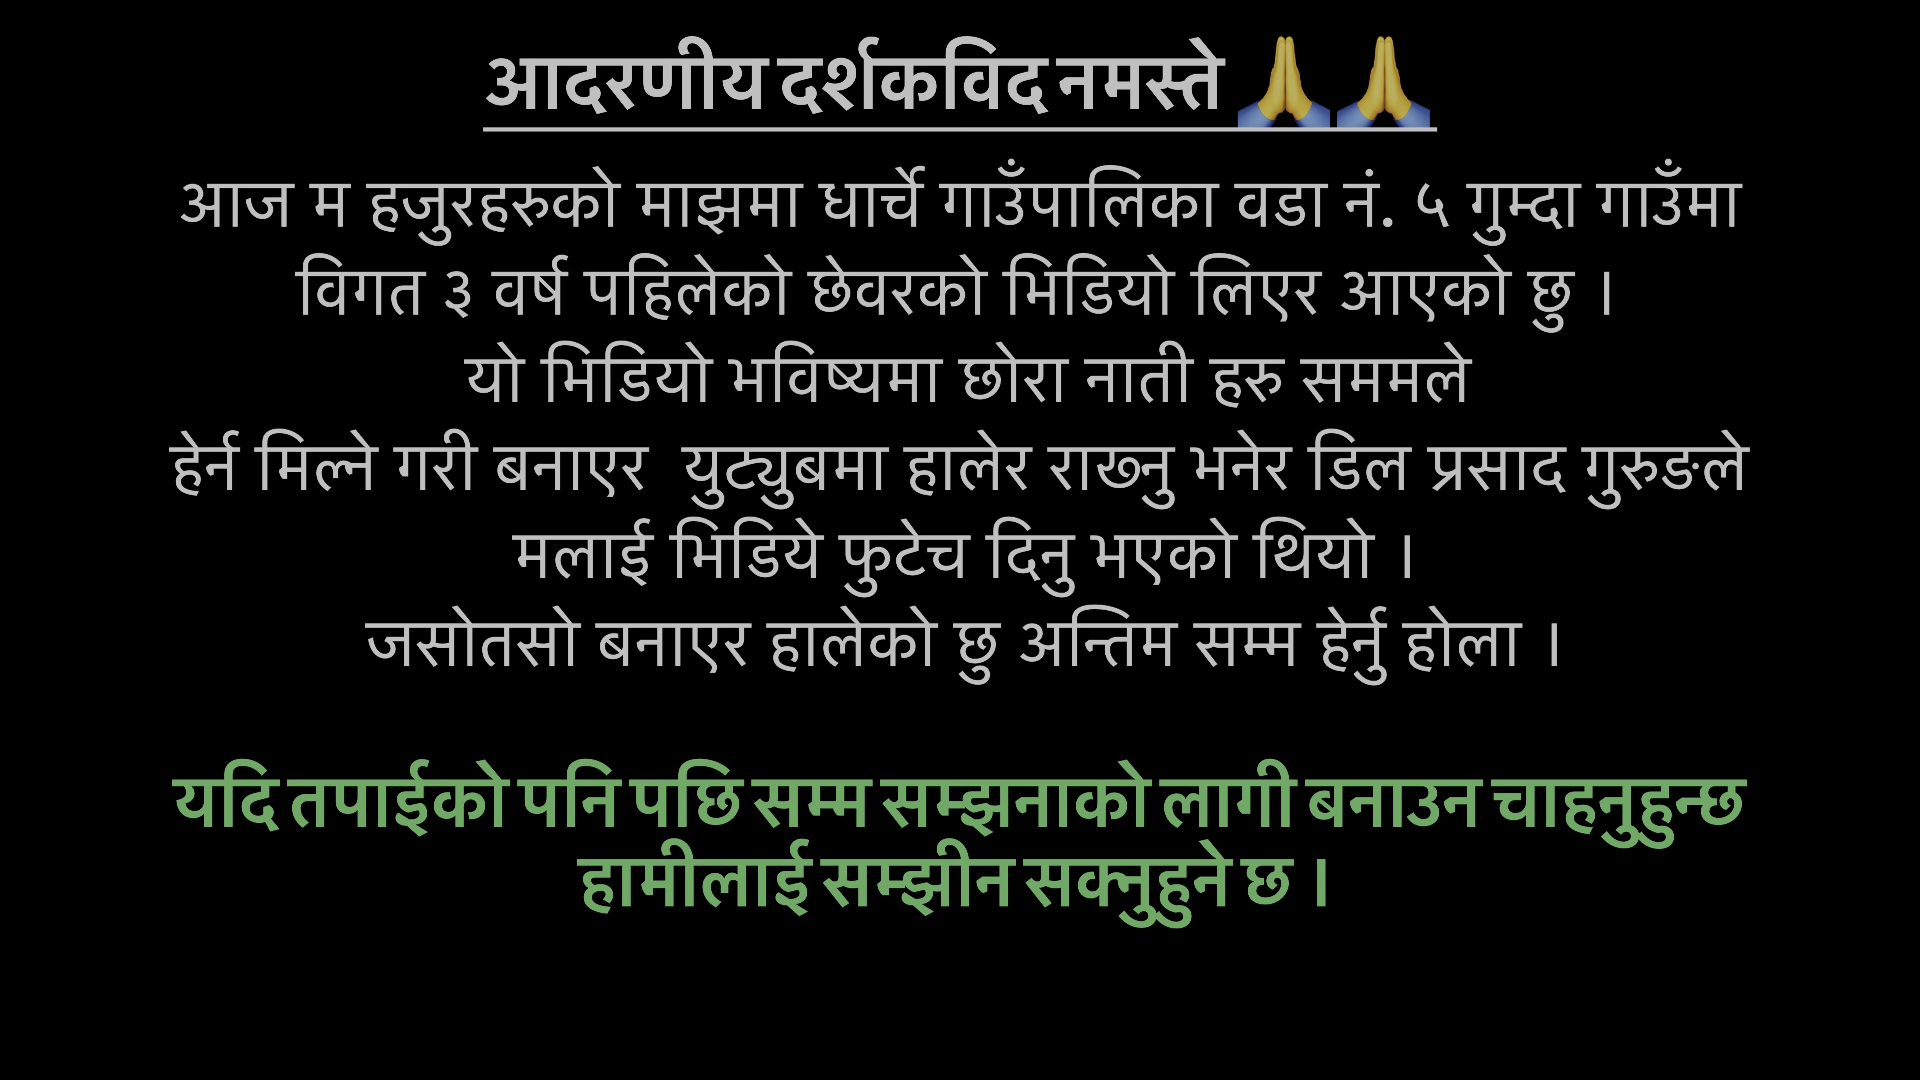 आदरणीय दर्शकविद नमस्ते 🙏🙏
आज म हजुरहरुको माझमा धार्चे गाउँपालिका वडा नं. ५ गुम्दा गाउँमा
विगत ३ वर्ष पहिलेको छेवरको भिडियो लिएर आएको छु ।
यो भिडियो भविष्यमा छोरा नाती हरु सममले
हेर्न मिल्ने गरी बनाएर  युट्युबमा हालेर राख्नु भनेर डिल प्रसाद गुरुङले
मलाई भिडिये फुटेच दिनु भएको थियो ।
जसोतसो बनाएर हालेको छु अन्तिम सम्म हेर्नु होला ।
यदि तपाईको पनि पछि सम्म सम्झनाको लागी बनाउन चाहनुहुन्छ
हामीलाई सम्झीन सक्नुहुने छ ।